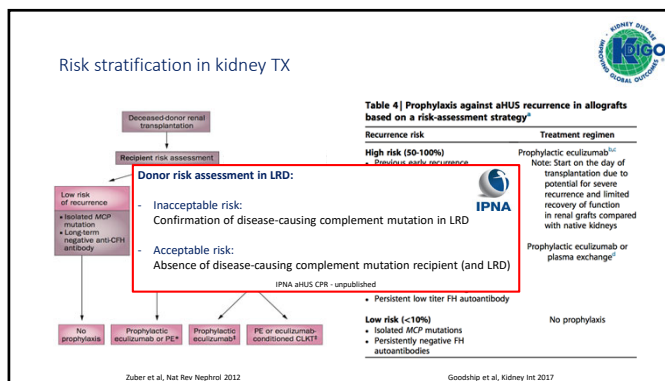 Risk stratification in kidney TX
KIDNEY DISEASE
KDIGO
IMPROVING GLOBAL OUTCOMES
Deceased-donor renal
transplantation
Recipient risk assessment
Low risk
of recurrence
• Isolated MCP
mutation
• Long-term
negative anti-CFH
antibody
No
prophylaxis
Prophylactic
eculizumab or PE*
Prophylactic
eculizumab‡
PE or eculizumab-
conditioned CLKT§
Zuber et al, Nat Rev Nephrol 2012
Donor risk assessment in LRD:
IPNA
- Inacceptable risk:
Confirmation of disease-causing complement mutation in LRD
- Acceptable risk:
Absence of disease-causing complement mutation recipient (and LRD)
IPNA aHUS CPR - unpublished
Table 4 | Prophylaxis against aHUS recurrence in allografts
based on a risk-assessment strategyᵃ
Recurrence risk Treatment regimen
High risk (50-100%) Prophylactic eculizumabᵇ,ᶜ
• Previous early recurrence Note: Start on the day of
transplantation due to
potential for severe
recurrence and limited
recovery of function
in renal grafts compared
with native kidneys
Prophylactic eculizumab or
plasma exchangeᵈ
• Persistent low titer FH autoantibody
Low risk (<10%) No prophylaxis
• Isolated MCP mutations
• Persistently negative FH
autoantibodies
Goodship et al, Kidney Int 2017